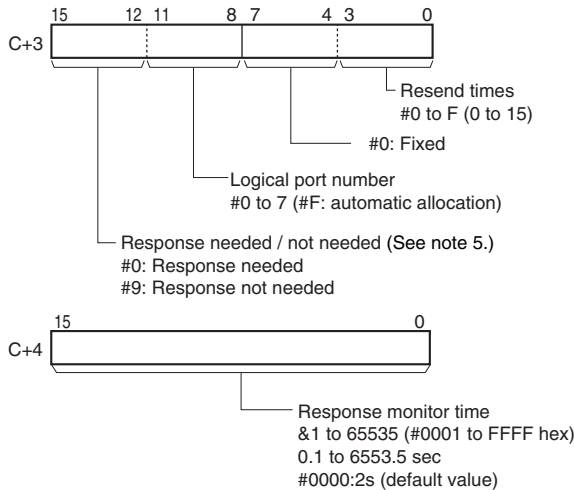 15 12 11 8 7 4 3 0
C+3
Resend times
#0 to F (0 to 15)
#0: Fixed
Logical port number
#0 to 7 (#F: automatic allocation)
Response needed / not needed (See note 5.)
#0: Response needed
#9: Response not needed
15 0
C+4
Response monitor time
&1 to 65535 (#0001 to FFFF hex)
0.1 to 6553.5 sec
#0000:2s (default value)